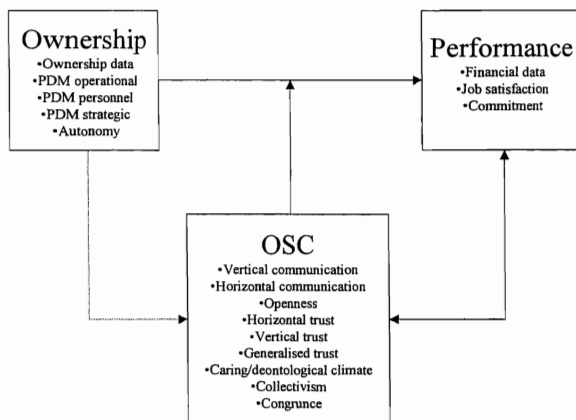 Ownership
•Ownership data
•PDM operational
•PDM personnel
•PDM strategic
•Autonomy
Performance
•Financial data
•Job satisfaction
•Commitment
OSC
•Vertical communication
•Horizontal communication
•Openness
•Horizontal trust
•Vertical trust
•Generalised trust
•Caring/deontological climate
•Collectivism
•Congrunce